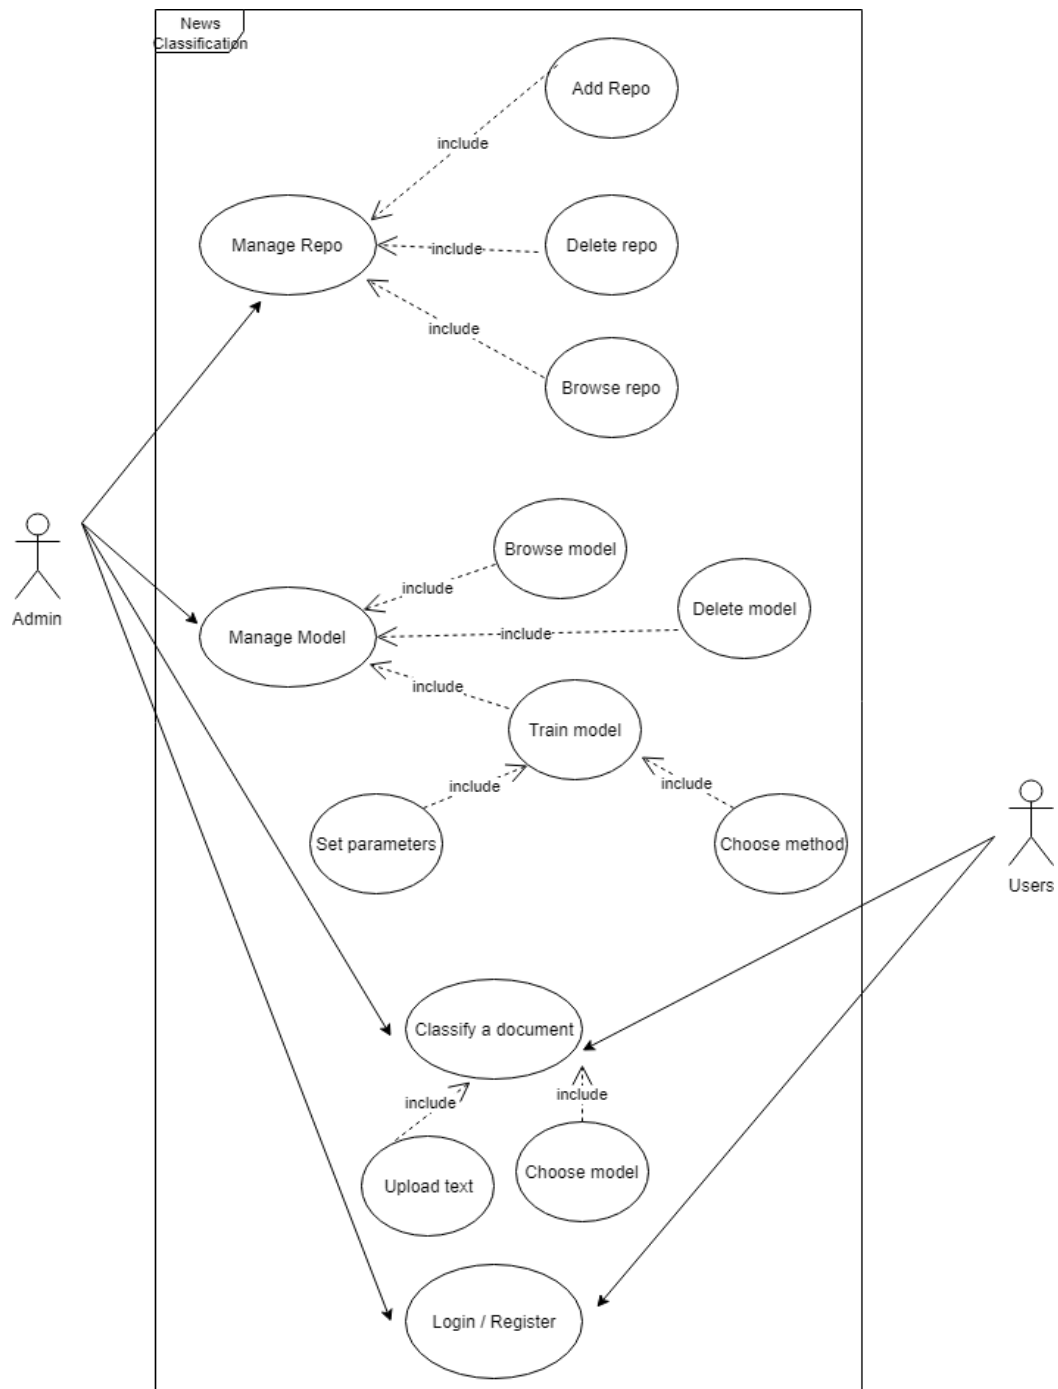 News
Classification
Add Repo
include
Manage Repo
include
Delete repo
include
Browse repo
Admin
Browse model
include
Delete model
Manage Model
include
include
Train model
include
include
Set parameters
Choose method
Users
Classify a document
include
include
Upload text
Choose model
Login / Register